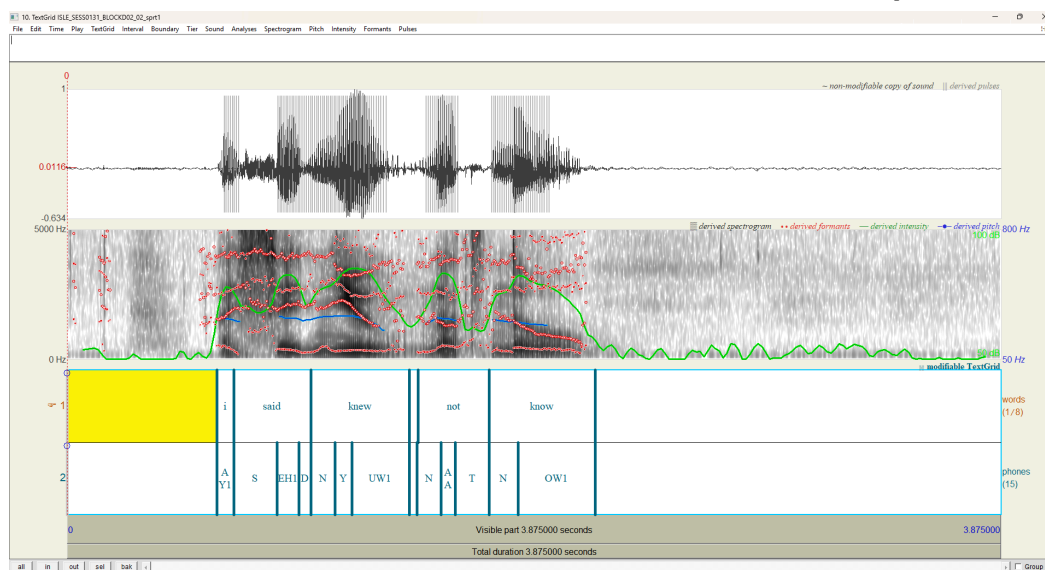 10. TextGrid ISLE_SESS0131_BLOCKD02_02_sprt1
File Edit Time Play TextGrid Interval Boundary Tier Sound Analyses Spectrogram Pitch Intensity Formants Pulses
0
1
~ non-modifiable copy of sound || derived pulses
0.0116
-0.634
5000 Hz
derived spectrogram derived formants derived intensity derived pitch
800 Hz
100 dB
0 Hz
50 Hz
modifiable TextGrid
1
i said knew not know
words
(1/8)
2
AY1 S EH1 D N Y UW1 N AA T N OW1
phones
(15)
0
Visible part 3.875000 seconds
3.875000
Total duration 3.875000 seconds
all in out sel bak
Group